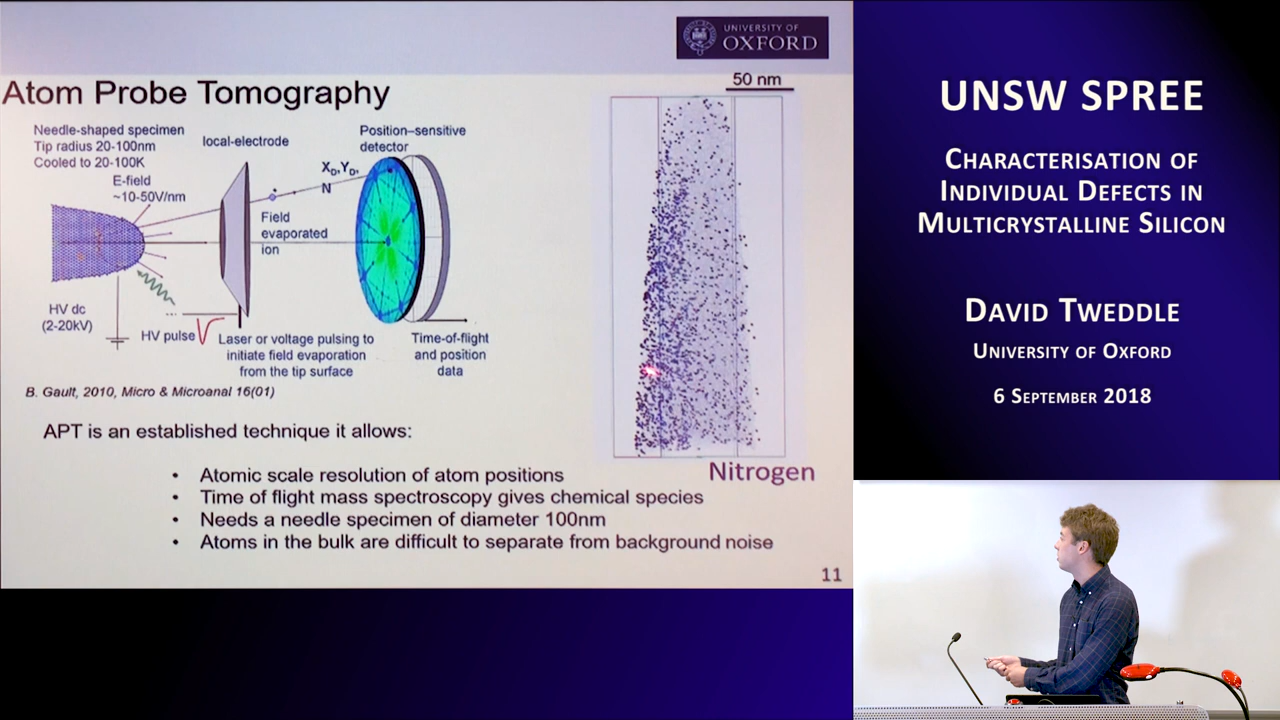 UNIVERSITY OF
OXFORD
Atom Probe Tomography
50 nm
Needle-shaped specimen
Tip radius 20-100nm
Cooled to 20-100K
local-electrode
Position–sensitive
detector
E-field
~10-50V/nm
X_D,Y_D,
N
Field
evaporated
ion
HV dc
(2-20kV)
HV pulse
Laser or voltage pulsing to
initiate field evaporation
from the tip surface
Time-of-flight
and position
data
B. Gault, 2010, Micro & Microanal 16(01)
Nitrogen
APT is an established technique it allows:
• Atomic scale resolution of atom positions
• Time of flight mass spectroscopy gives chemical species
• Needs a needle specimen of diameter 100nm
• Atoms in the bulk are difficult to separate from background noise
11
UNSW SPREE
Characterisation of
Individual Defects in
Multicrystalline Silicon
David Tweddle
University of Oxford
6 September 2018